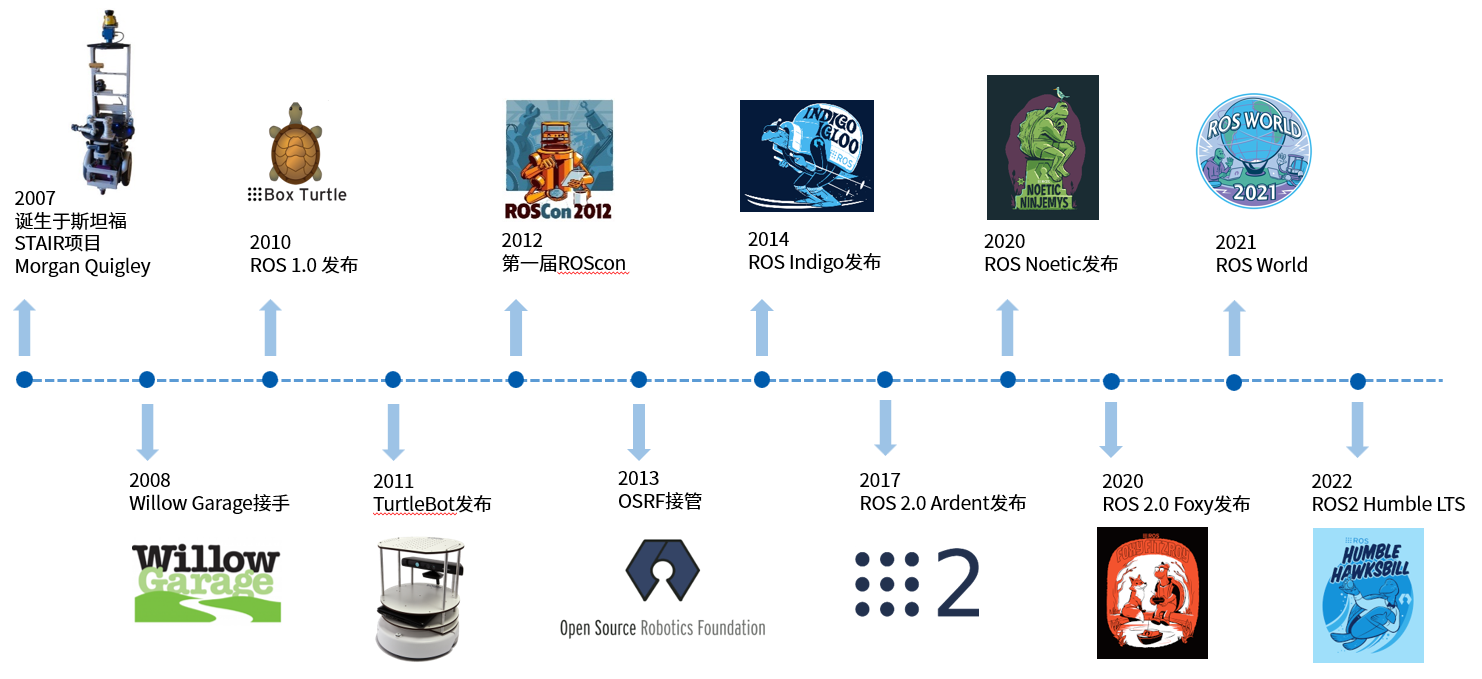 2007
诞生于斯坦福
STAIR项目
Morgan Quigley
Box Turtle
2010
ROS 1.0 发布
ROSCon 2012
2012
第一届ROScon
INDIGO
IGLOO
ROS
2014
ROS Indigo发布
NOETIC
NINJEMYS
2020
ROS Noetic发布
ROS WORLD
2021
2021
ROS World
2008
Willow Garage接手
Willow
Garage
2011
TurtleBot发布
2013
OSRF接管
Open Source Robotics Foundation
2017
ROS 2.0 Ardent发布
2
2020
ROS 2.0 Foxy发布
ROS
FOXY FITZROY
2022
ROS2 Humble LTS
ROS
HUMBLE
HAWKSBILL